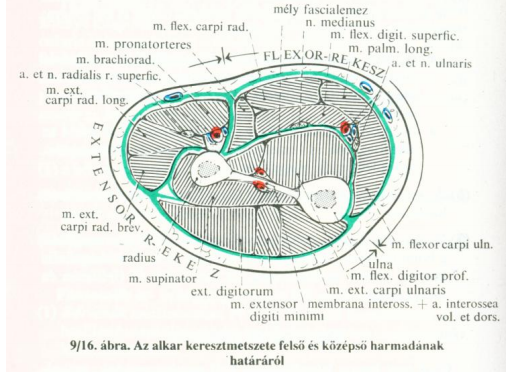 mély fascialemez
m. flex. carpi rad.
n. medianus
m. pronatorteres
m. flex. digit. superfic.
m. brachiorad.
m. palm. long.
a. et n. radialis r. superfic.
a. et n. ulnaris
m. ext.
carpi rad. long.
FLEXOR-REKESZ
EXTENSOR-REKESZ
m. ext.
carpi rad. brev.
radius
m. supinator
ext. digitorum
m. extensor
digiti minimi
m. flexor carpi uln.
ulna
m. flex. digitor prof.
m. ext. carpi ulnaris
membrana inteross. + a. interossea
vol. et dors.
9/16. ábra. Az alkar keresztmetszete felső és középső harmadának
határáról